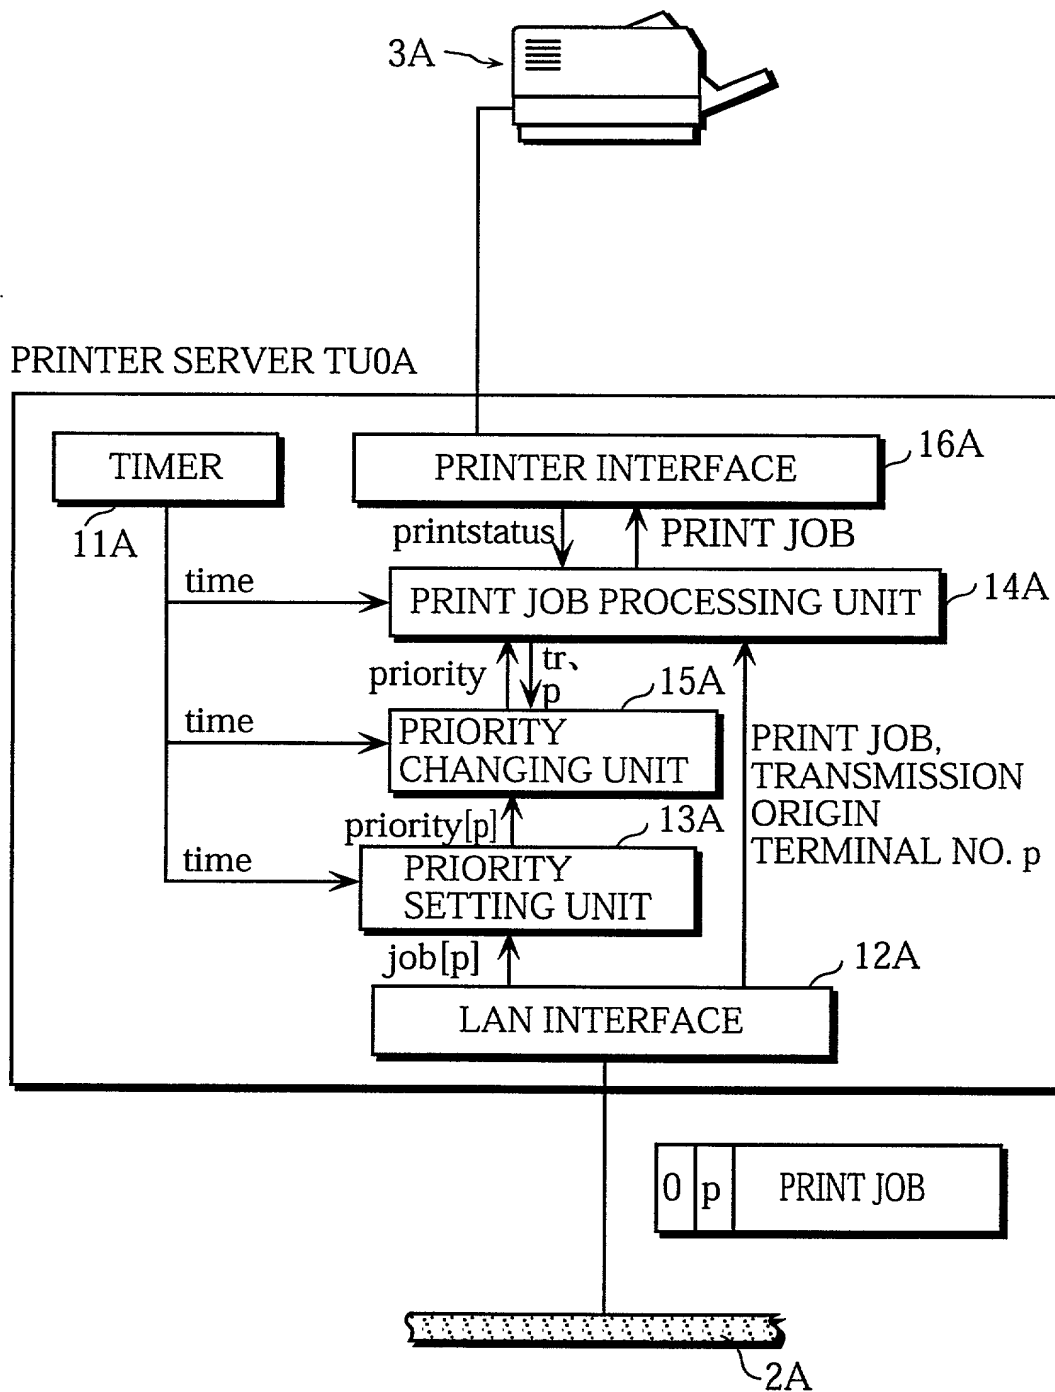 3A
PRINTER SERVER TU0A
TIMER
PRINTER INTERFACE
16A
11A
printstatus
PRINT JOB
time
PRINT JOB PROCESSING UNIT
14A
priority
tr、
p
15A
time
PRIORITY
CHANGING UNIT
PRINT JOB,
TRANSMISSION
ORIGIN
TERMINAL NO. p
priority[p]
13A
time
PRIORITY
SETTING UNIT
job[p]
12A
LAN INTERFACE
0 p PRINT JOB
2A